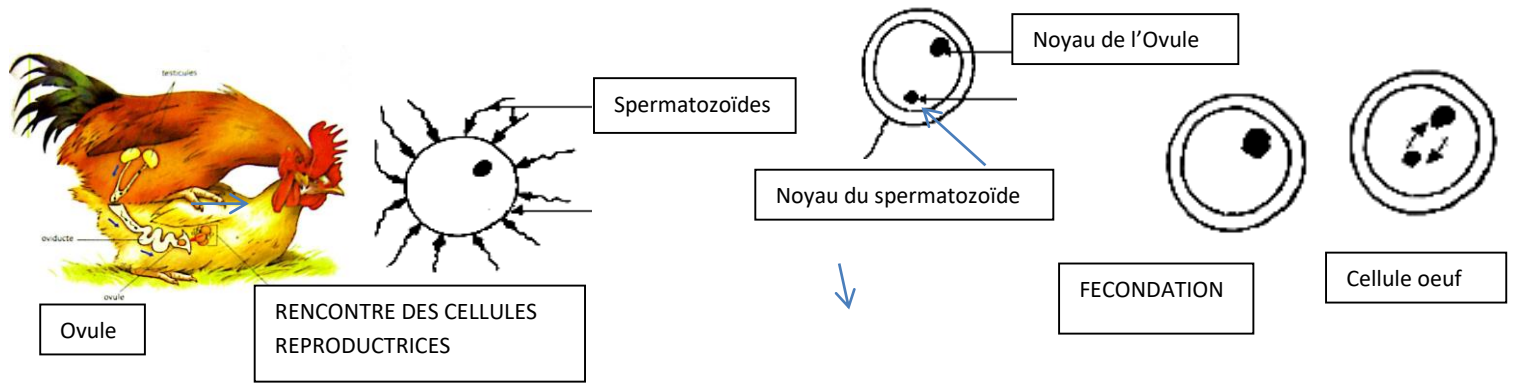 testicules
oviducte
ovule
Ovule
RENCONTRE DES CELLULES
REPRODUCTRICES
Spermatozoïdes
Noyau de l’Ovule
Noyau du spermatozoïde
FECONDATION
Cellule oeuf